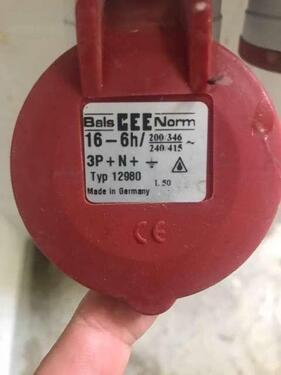 Bals CEE Norm
16-6h/ 200/346 ~
240/415
3P+N+⏚
Typ 12980
1.50
Made in Germany
CE